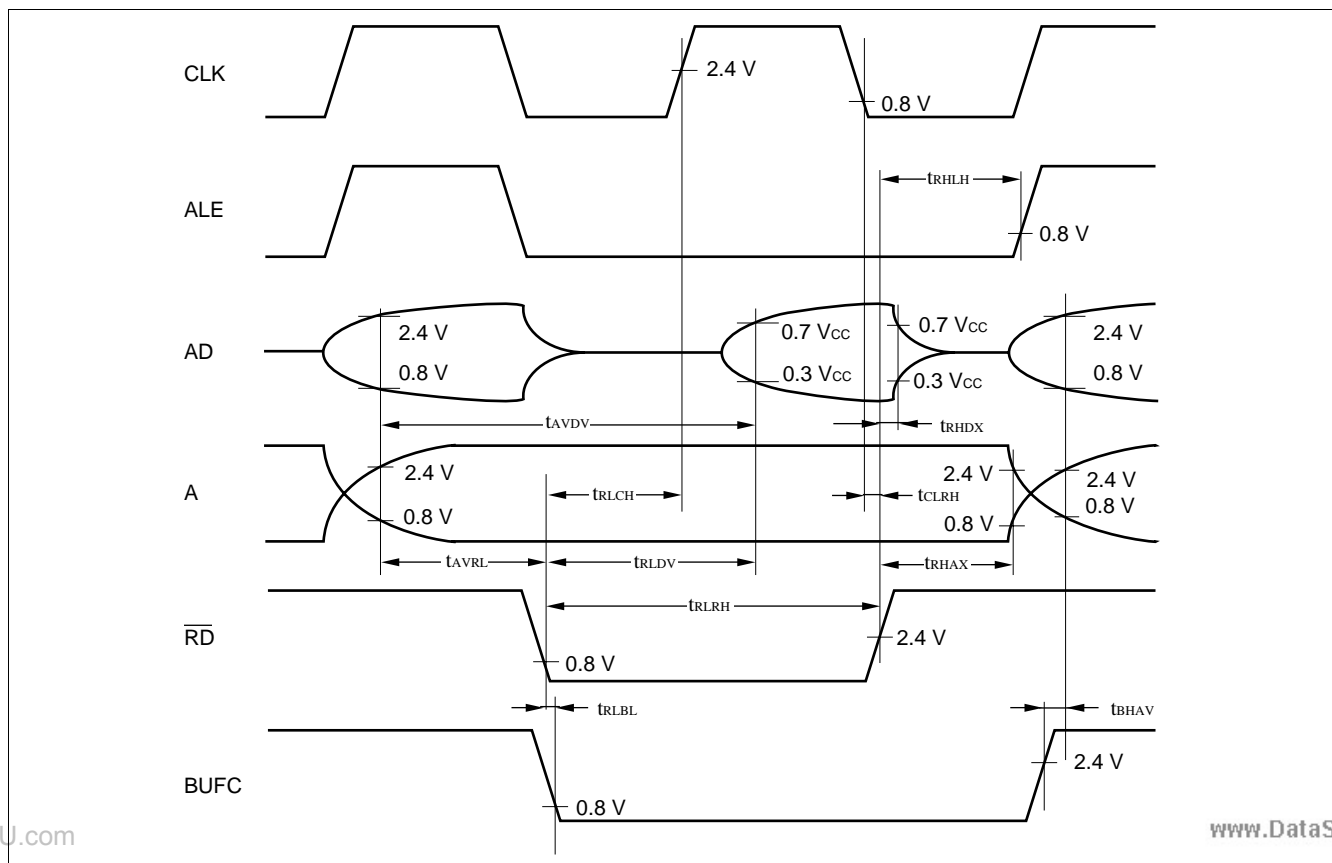 CLK
2.4 V
0.8 V
tRHLH
ALE
0.8 V
AD
2.4 V
0.8 V
0.7 VCC
0.3 VCC
0.7 VCC
0.3 VCC
2.4 V
0.8 V
tAVDV
tRHDX
A
2.4 V
0.8 V
tRLCH
2.4 V
0.8 V
tCLRH
2.4 V
0.8 V
tAVRL
tRLDV
tRHAX
tRLRH
RD
0.8 V
2.4 V
tRLBL
tBHAV
BUFC
0.8 V
2.4 V
U.com
www.DataS